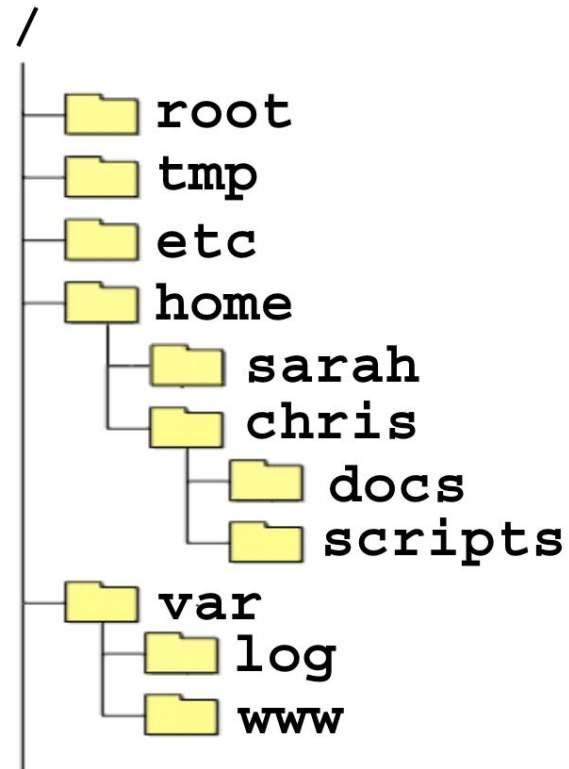 /
root
tmp
etc
home
sarah
chris
docs
scripts
var
log
www